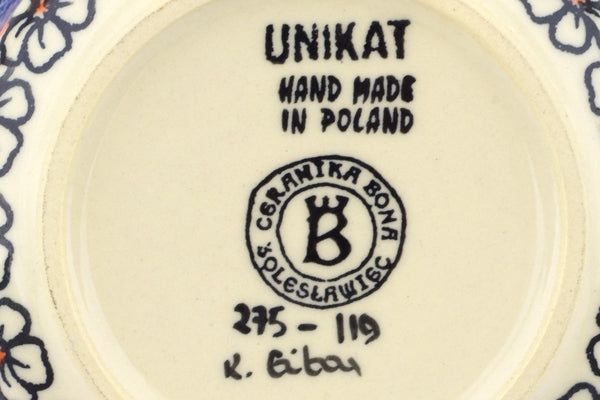 UNIKAT
HAND MADE
IN POLAND
CERAMIKA BONA
BOLESŁAWIEC
B
275 - 119
K.